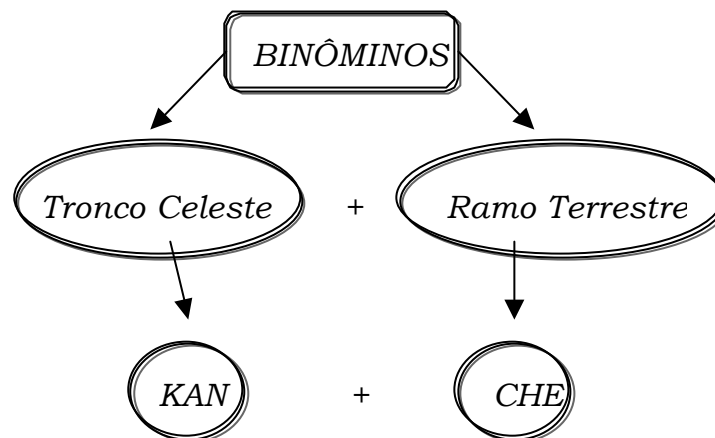 BINÔMINOS
Tronco Celeste + Ramo Terrestre
KAN + CHE